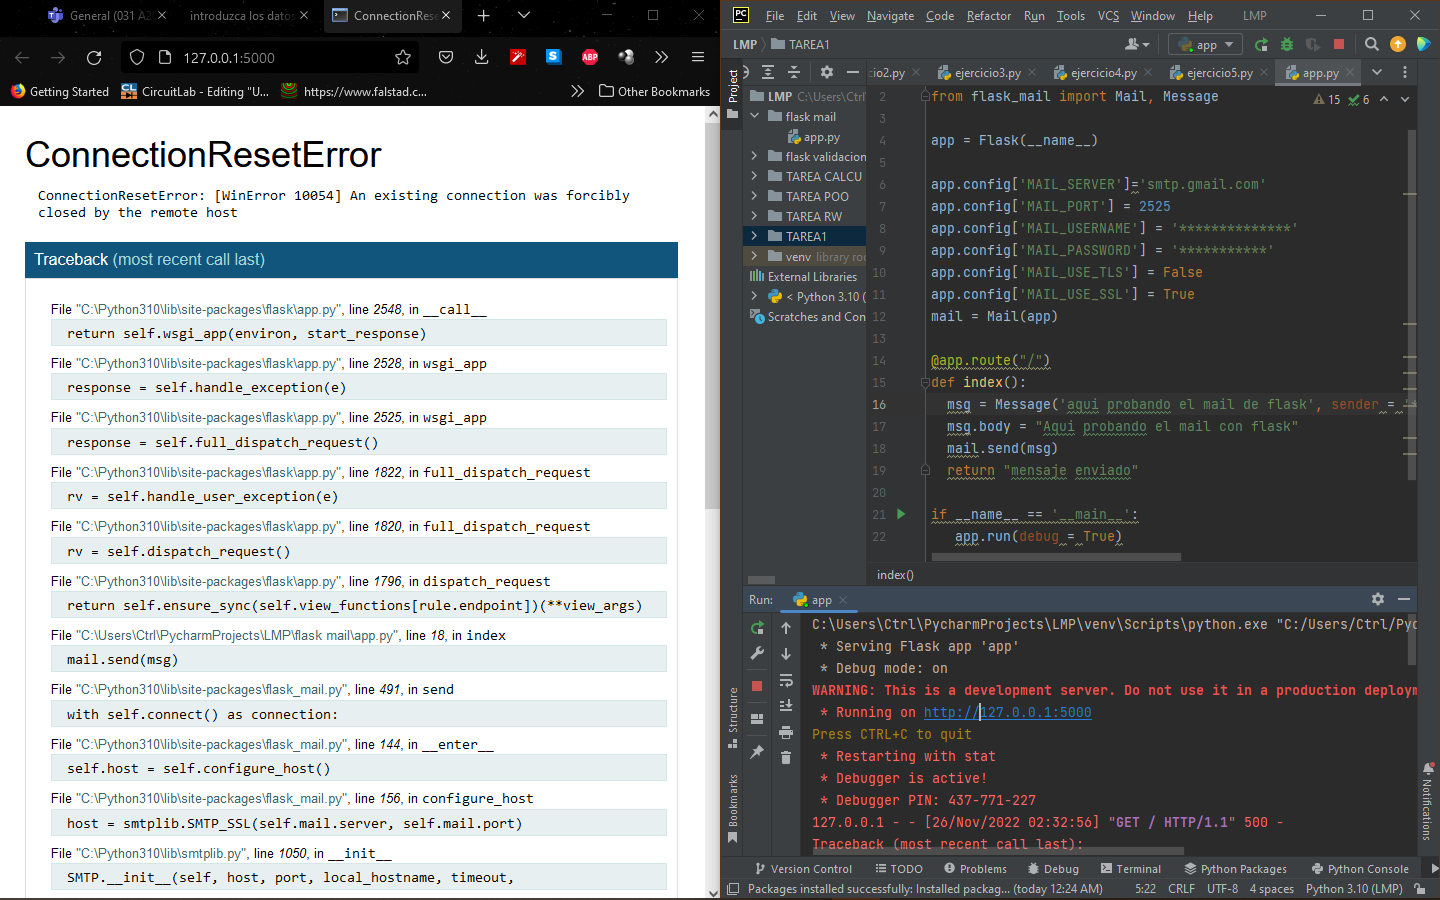 General (031 A2
introduzca los datos
ConnectionRese
127.0.0.1:5000
ABP
Getting Started
CL CircuitLab - Editing "U...
https://www.falstad.c...
Other Bookmarks
ConnectionResetError
ConnectionResetError: [WinError 10054] An existing connection was forcibly
closed by the remote host
Traceback (most recent call last)
File "C:\Python310\lib\site-packages\flask\app.py", line 2548, in __call__
return self.wsgi_app(environ, start_response)
File "C:\Python310\lib\site-packages\flask\app.py", line 2528, in wsgi_app
response = self.handle_exception(e)
File "C:\Python310\lib\site-packages\flask\app.py", line 2525, in wsgi_app
response = self.full_dispatch_request()
File "C:\Python310\lib\site-packages\flask\app.py", line 1822, in full_dispatch_request
rv = self.handle_user_exception(e)
File "C:\Python310\lib\site-packages\flask\app.py", line 1820, in full_dispatch_request
rv = self.dispatch_request()
File "C:\Python310\lib\site-packages\flask\app.py", line 1796, in dispatch_request
return self.ensure_sync(self.view_functions[rule.endpoint])(**view_args)
File "C:\Users\Ctrl\PycharmProjects\LMP\flask mail\app.py", line 18, in index
mail.send(msg)
File "C:\Python310\lib\site-packages\flask_mail.py", line 491, in send
with self.connect() as connection:
File "C:\Python310\lib\site-packages\flask_mail.py", line 144, in __enter__
self.host = self.configure_host()
File "C:\Python310\lib\site-packages\flask_mail.py", line 156, in configure_host
host = smtplib.SMTP_SSL(self.mail.server, self.mail.port)
File "C:\Python310\lib\smtplib.py", line 1050, in __init__
SMTP.__init__(self, host, port, local_hostname, timeout,
PC File Edit View Navigate Code Refactor Run Tools VCS Window Help LMP
LMP TAREA1 app
Project
cio2.py ejercicio3.py ejercicio4.py ejercicio5.py app.py
LMP C:\Users\Ctrl
flask mail
app.py
flask validacion
TAREA CALCU
TAREA POO
TAREA RW
TAREA1
venv library roo
External Libraries
< Python 3.10 (
Scratches and Con
15 6
2 from flask_mail import Mail, Message
3
4 app = Flask(__name__)
5
6 app.config['MAIL_SERVER']='smtp.gmail.com'
7 app.config['MAIL_PORT'] = 2525
8 app.config['MAIL_USERNAME'] = '**************'
9 app.config['MAIL_PASSWORD'] = '***********'
10 app.config['MAIL_USE_TLS'] = False
11 app.config['MAIL_USE_SSL'] = True
12 mail = Mail(app)
13
14 @app.route("/")
15 def index():
16 msg = Message('aqui probando el mail de flask', sender = '*
17 msg.body = "Aqui probando el mail con flask"
18 mail.send(msg)
19 return "mensaje enviado"
20
21 if __name__ == '__main__':
22 app.run(debug = True)
index()
Run: app
C:\Users\Ctrl\PycharmProjects\LMP\venv\Scripts\python.exe "C:/Users/Ctrl/Pyc
* Serving Flask app 'app'
* Debug mode: on
WARNING: This is a development server. Do not use it in a production deploym
* Running on http://127.0.0.1:5000
Press CTRL+C to quit
* Restarting with stat
* Debugger is active!
* Debugger PIN: 437-771-227
127.0.0.1 - - [26/Nov/2022 02:32:56] "GET / HTTP/1.1" 500 -
Traceback (most recent call last):
Structure
Bookmarks
Notifications
Version Control TODO Problems Debug Terminal Python Packages Python Console
Packages installed successfully: Installed packag... (today 12:24 AM) 5:22 CRLF UTF-8 4 spaces Python 3.10 (LMP)